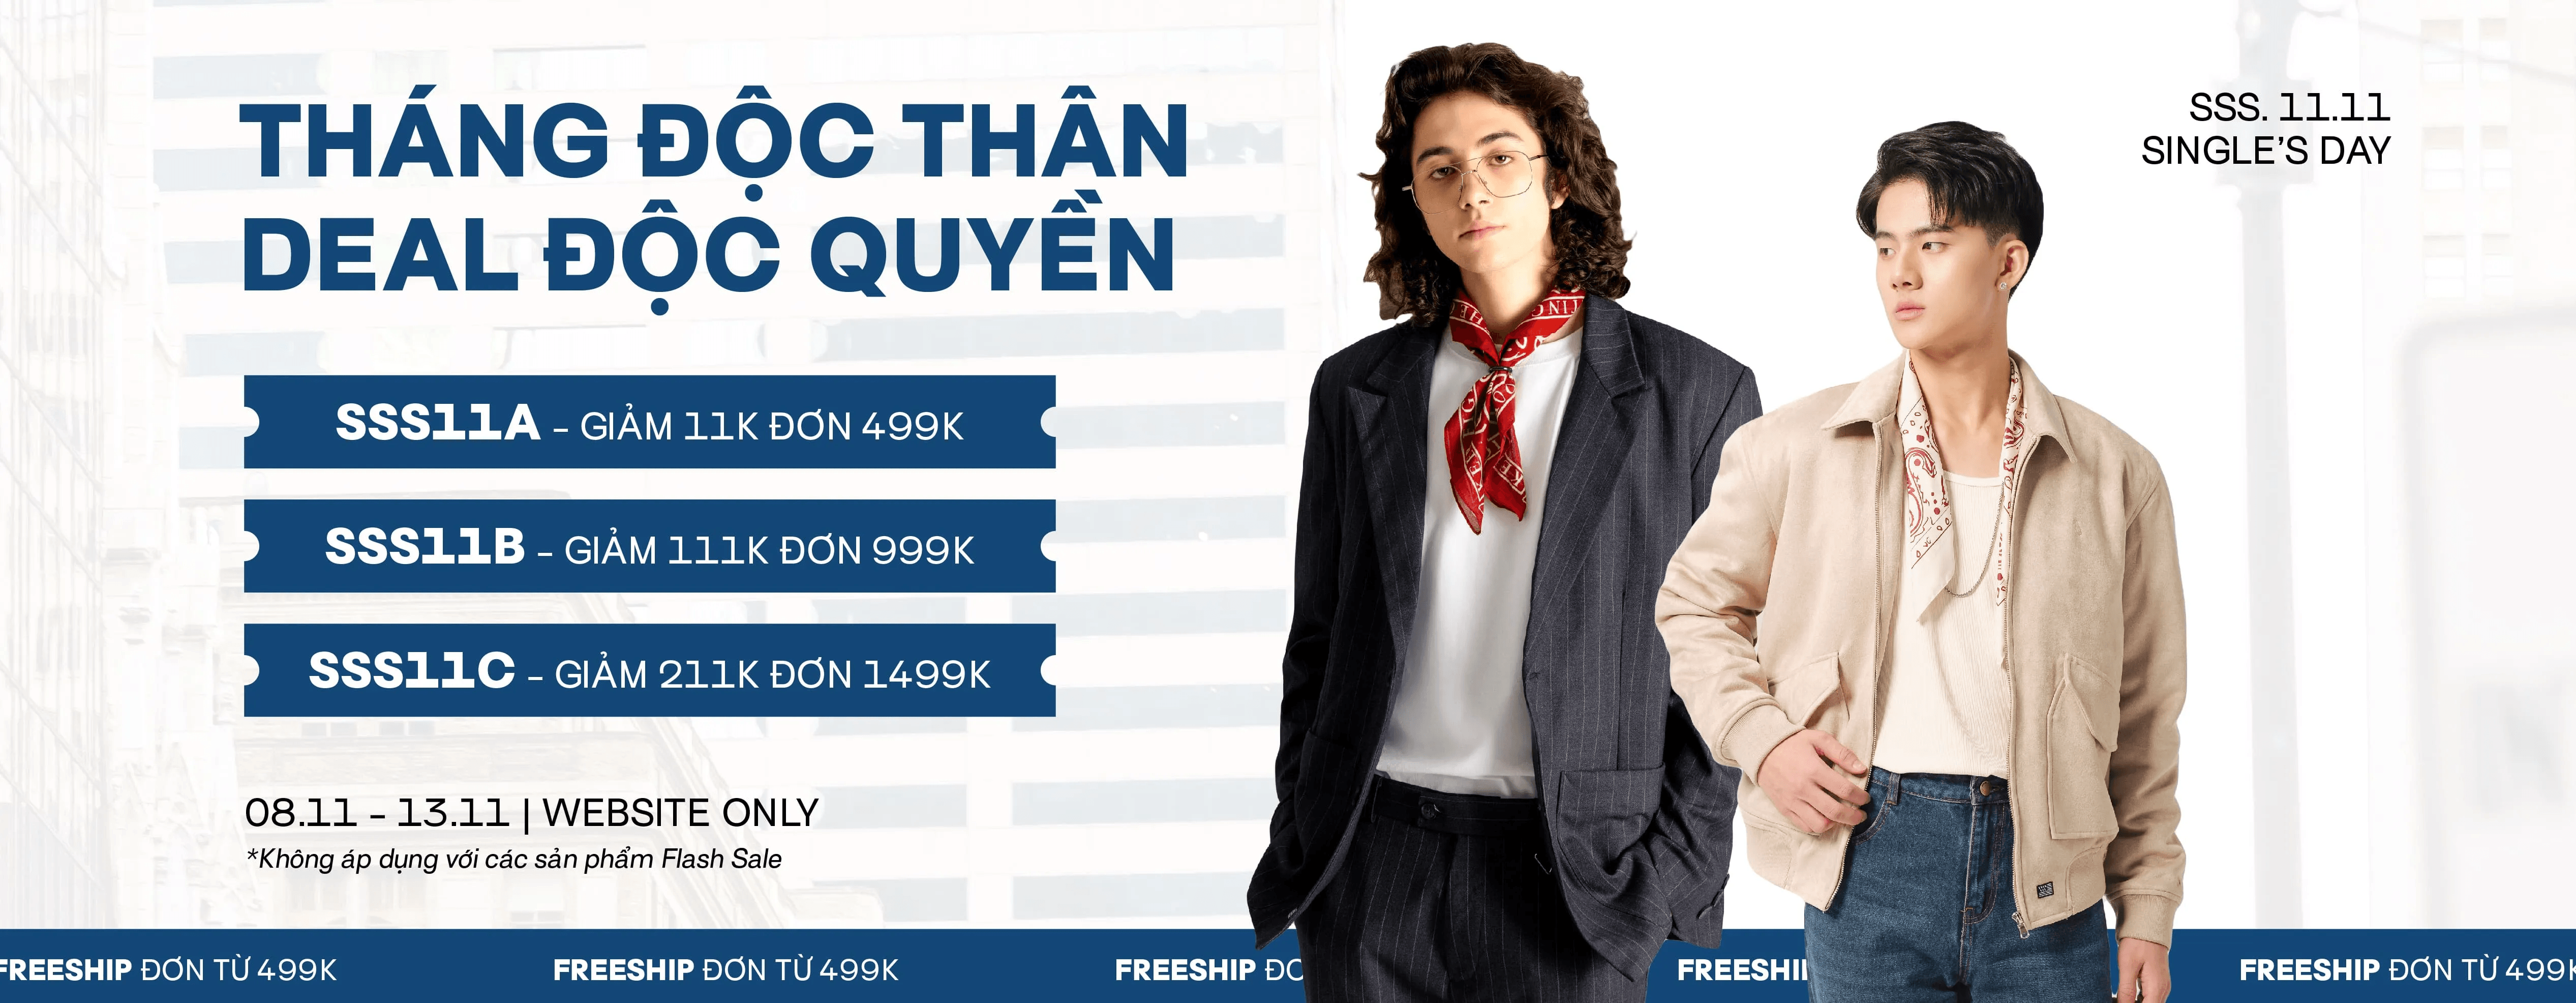 THÁNG ĐỘC THÂN
DEAL ĐỘC QUYỀN
SSS. 11.11
SINGLE’S DAY
SSS11A – GIẢM 11K ĐƠN 499K
SSS11B – GIẢM 111K ĐƠN 999K
SSS11C – GIẢM 211K ĐƠN 1499K
08.11 – 13.11 | WEBSITE ONLY
*Không áp dụng với các sản phẩm Flash Sale
FREESHIP ĐƠN TỪ 499K FREESHIP ĐƠN TỪ 499K FREESHIP FREESHIP ĐƠN TỪ 499K